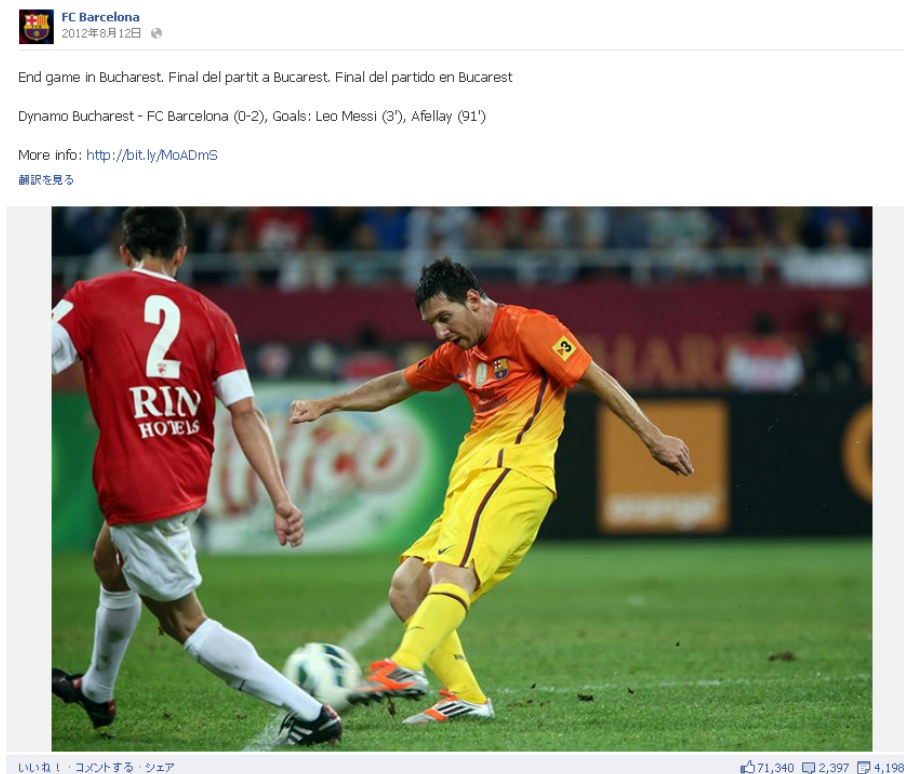 FC Barcelona
2012年8月12日
End game in Bucharest. Final del partit a Bucarest. Final del partido en Bucarest
Dynamo Bucharest - FC Barcelona (0-2), Goals: Leo Messi (3'), Afellay (91')
More info: http://bit.ly/MoADmS
翻訳を見る
2
RIN
HOTELS
3
orange
いいね！ · コメントする · シェア
71,340 2,397 4,198